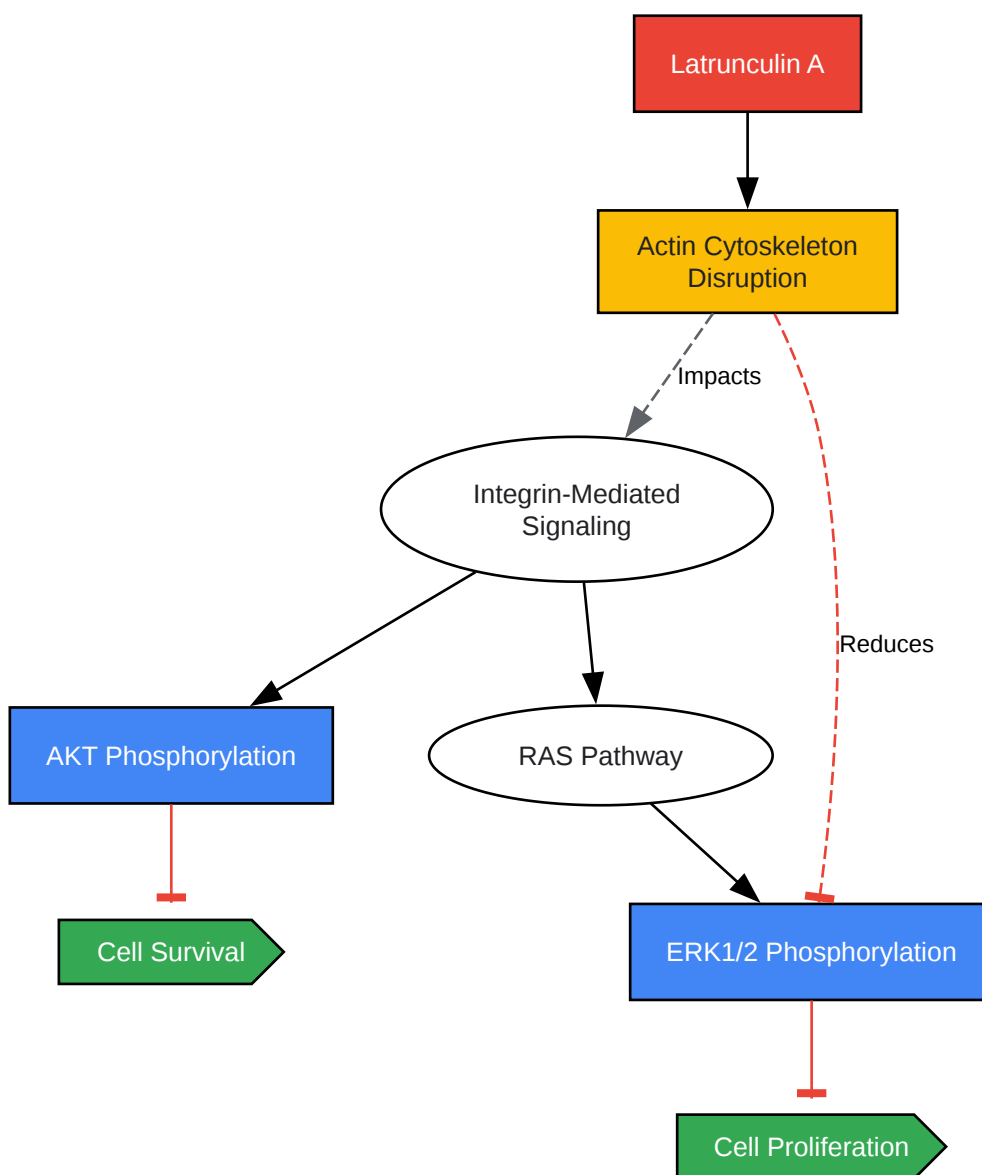 Latrunculin A
Actin Cytoskeleton
Disruption
Impacts
Integrin-Mediated
Signaling
Reduces
AKT Phosphorylation
RAS Pathway
Cell Survival
ERK1/2 Phosphorylation
Cell Proliferation